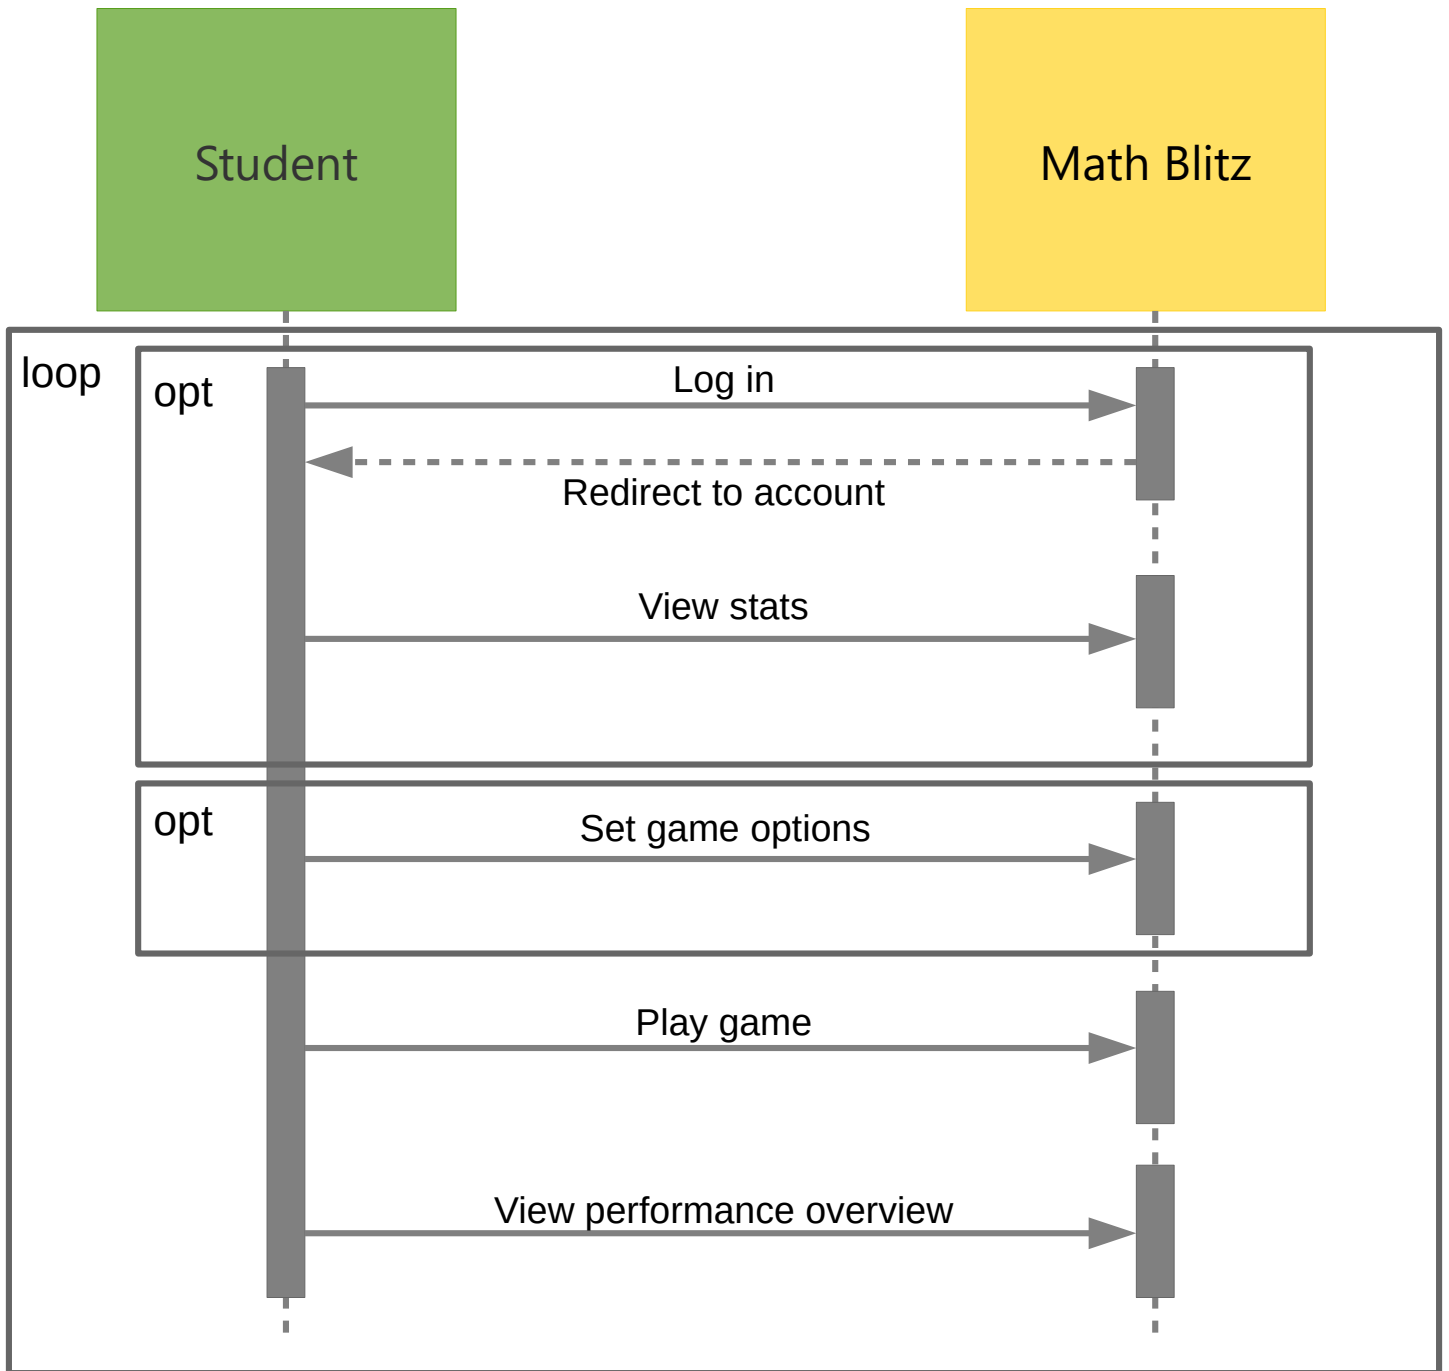 Student
Math Blitz
loop
opt
Log in
Redirect to account
View stats
opt
Set game options
Play game
View performance overview